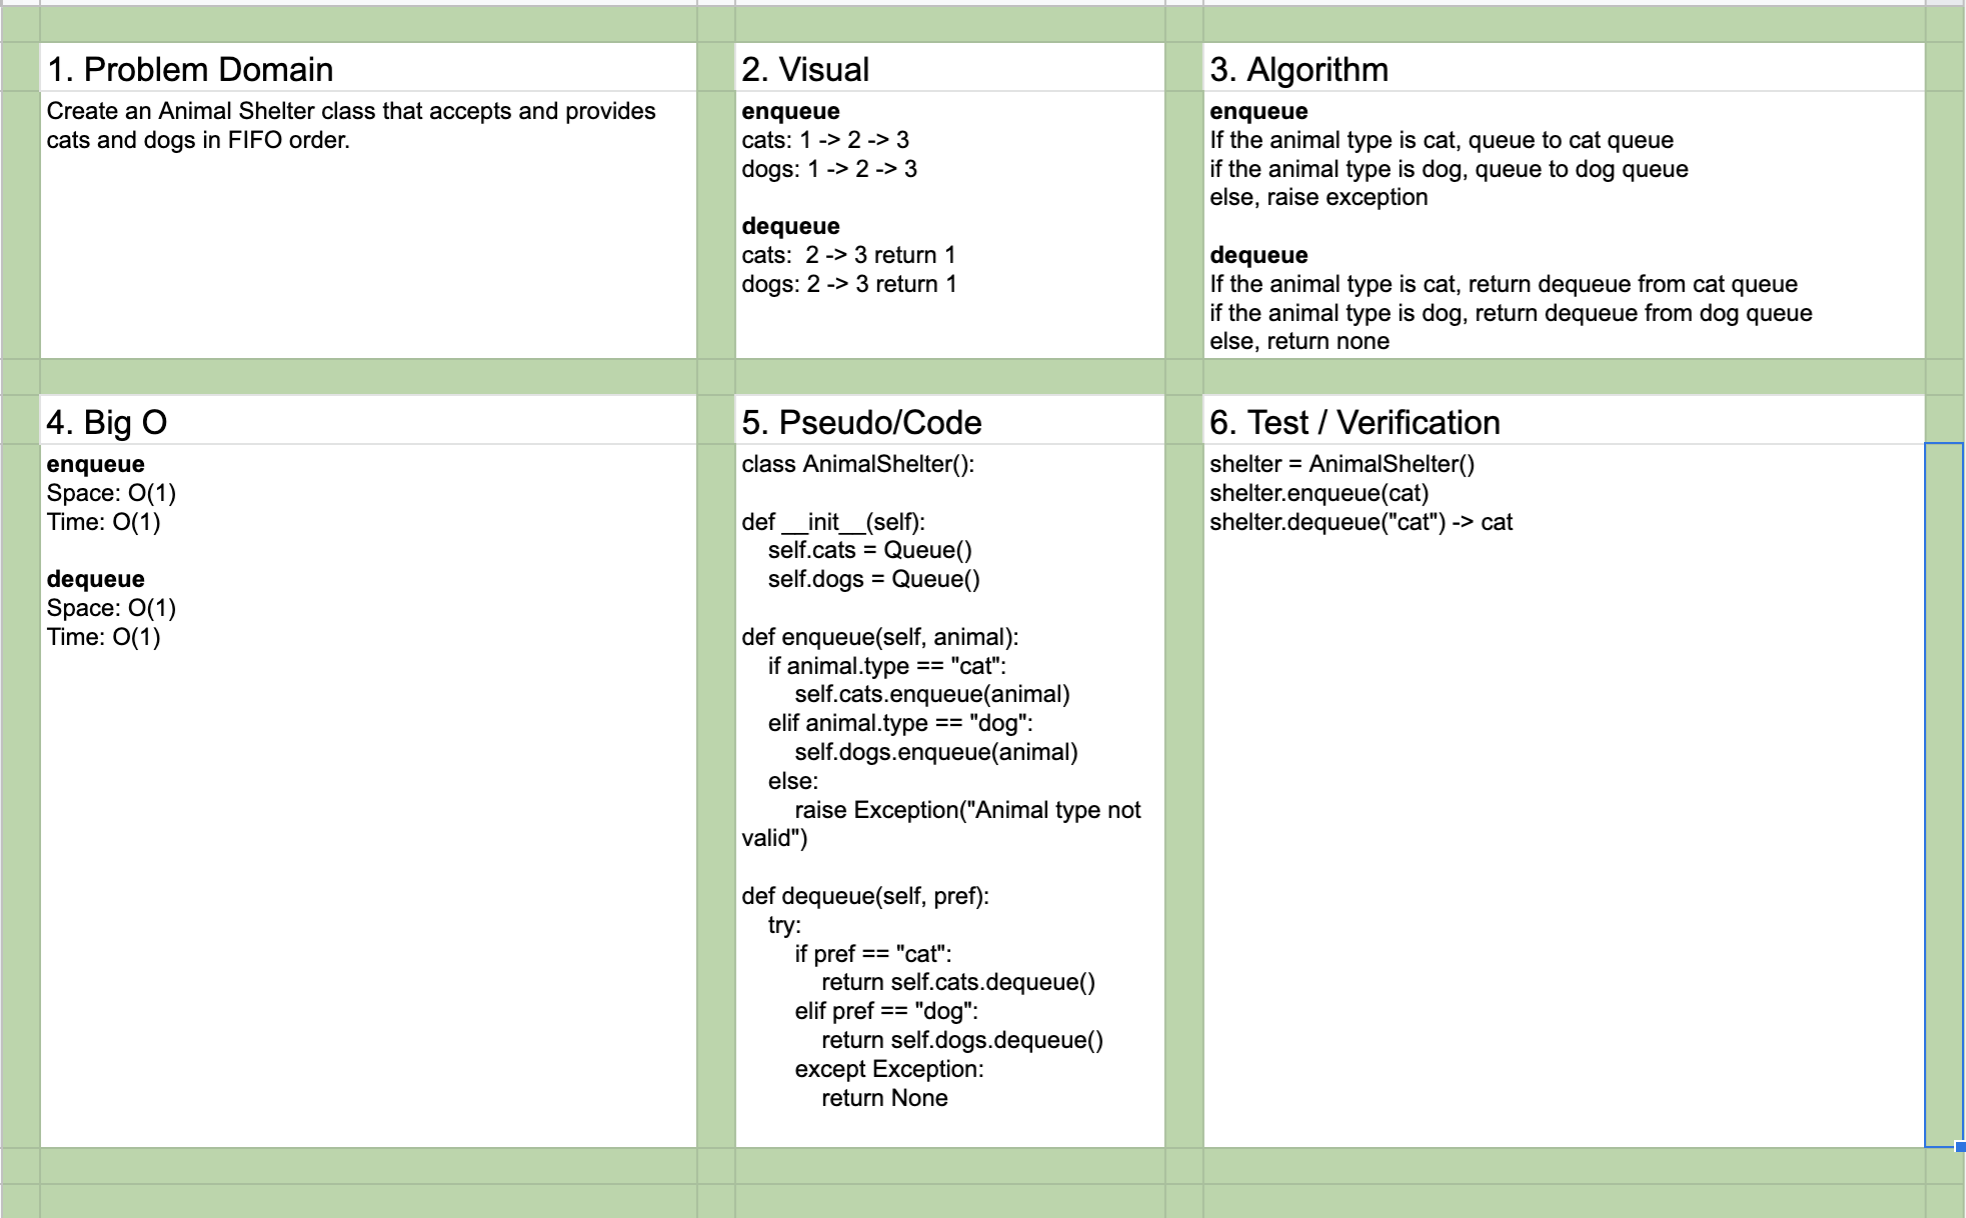 1. Problem Domain
Create an Animal Shelter class that accepts and provides
cats and dogs in FIFO order.
2. Visual
enqueue
cats: 1 -> 2 -> 3
dogs: 1 -> 2 -> 3
dequeue
cats:  2 -> 3 return 1
dogs: 2 -> 3 return 1
3. Algorithm
enqueue
If the animal type is cat, queue to cat queue
if the animal type is dog, queue to dog queue
else, raise exception
dequeue
If the animal type is cat, return dequeue from cat queue
if the animal type is dog, return dequeue from dog queue
else, return none
4. Big O
enqueue
Space: O(1)
Time: O(1)
dequeue
Space: O(1)
Time: O(1)
5. Pseudo/Code
class AnimalShelter():
def __init__(self):
    self.cats = Queue()
    self.dogs = Queue()
def enqueue(self, animal):
    if animal.type == "cat":
        self.cats.enqueue(animal)
    elif animal.type == "dog":
        self.dogs.enqueue(animal)
    else:
        raise Exception("Animal type not
valid")
def dequeue(self, pref):
    try:
        if pref == "cat":
            return self.cats.dequeue()
        elif pref == "dog":
            return self.dogs.dequeue()
        except Exception:
            return None
6. Test / Verification
shelter = AnimalShelter()
shelter.enqueue(cat)
shelter.dequeue("cat") -> cat